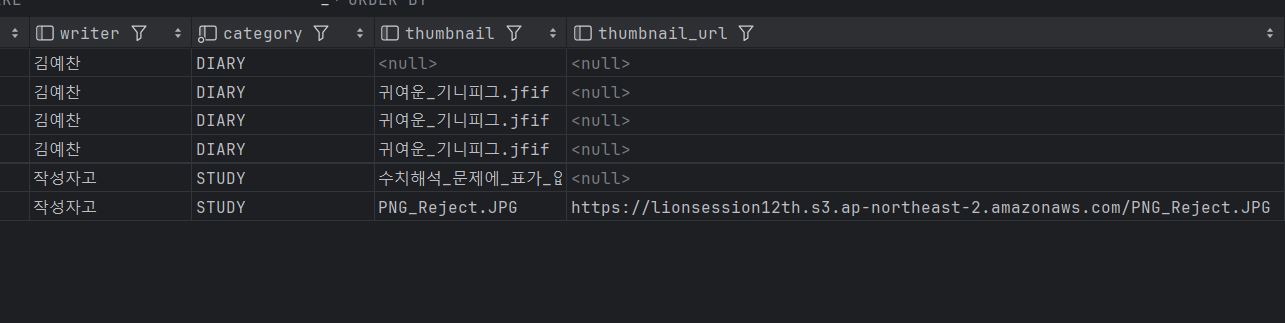 ORDER BY
writer category thumbnail thumbnail_url
김예찬 DIARY <null> <null>
김예찬 DIARY 귀여운_기니피그.jfif <null>
김예찬 DIARY 귀여운_기니피그.jfif <null>
김예찬 DIARY 귀여운_기니피그.jfif <null>
작성자고 STUDY 수치해석_문제에_표가_ <null>
작성자고 STUDY PNG_Reject.JPG https://lionsession12th.s3.ap-northeast-2.amazonaws.com/PNG_Reject.JPG